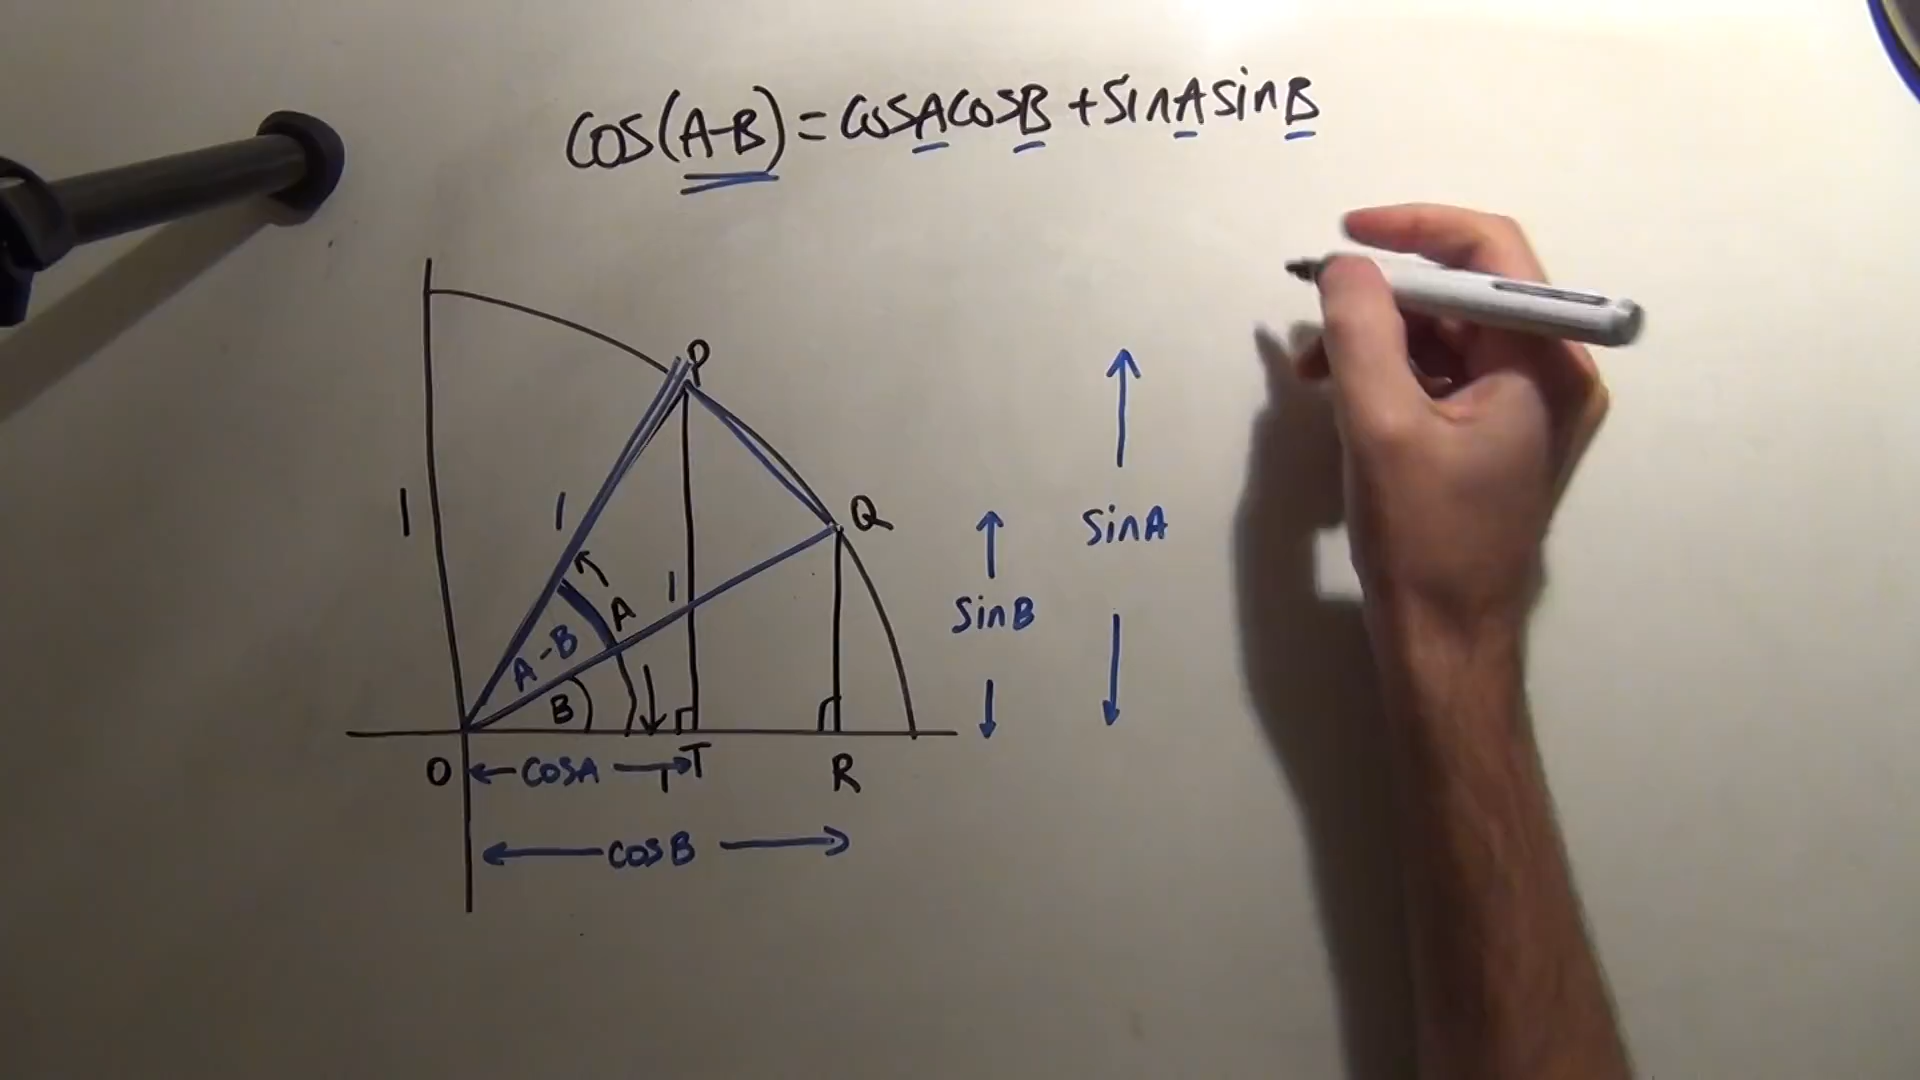 cos(A-B) = cosAcosB + sinAsinB
P
Q
1
1
1
sinA
sinB
A
A-B
B
O
cosA
T
R
cosB